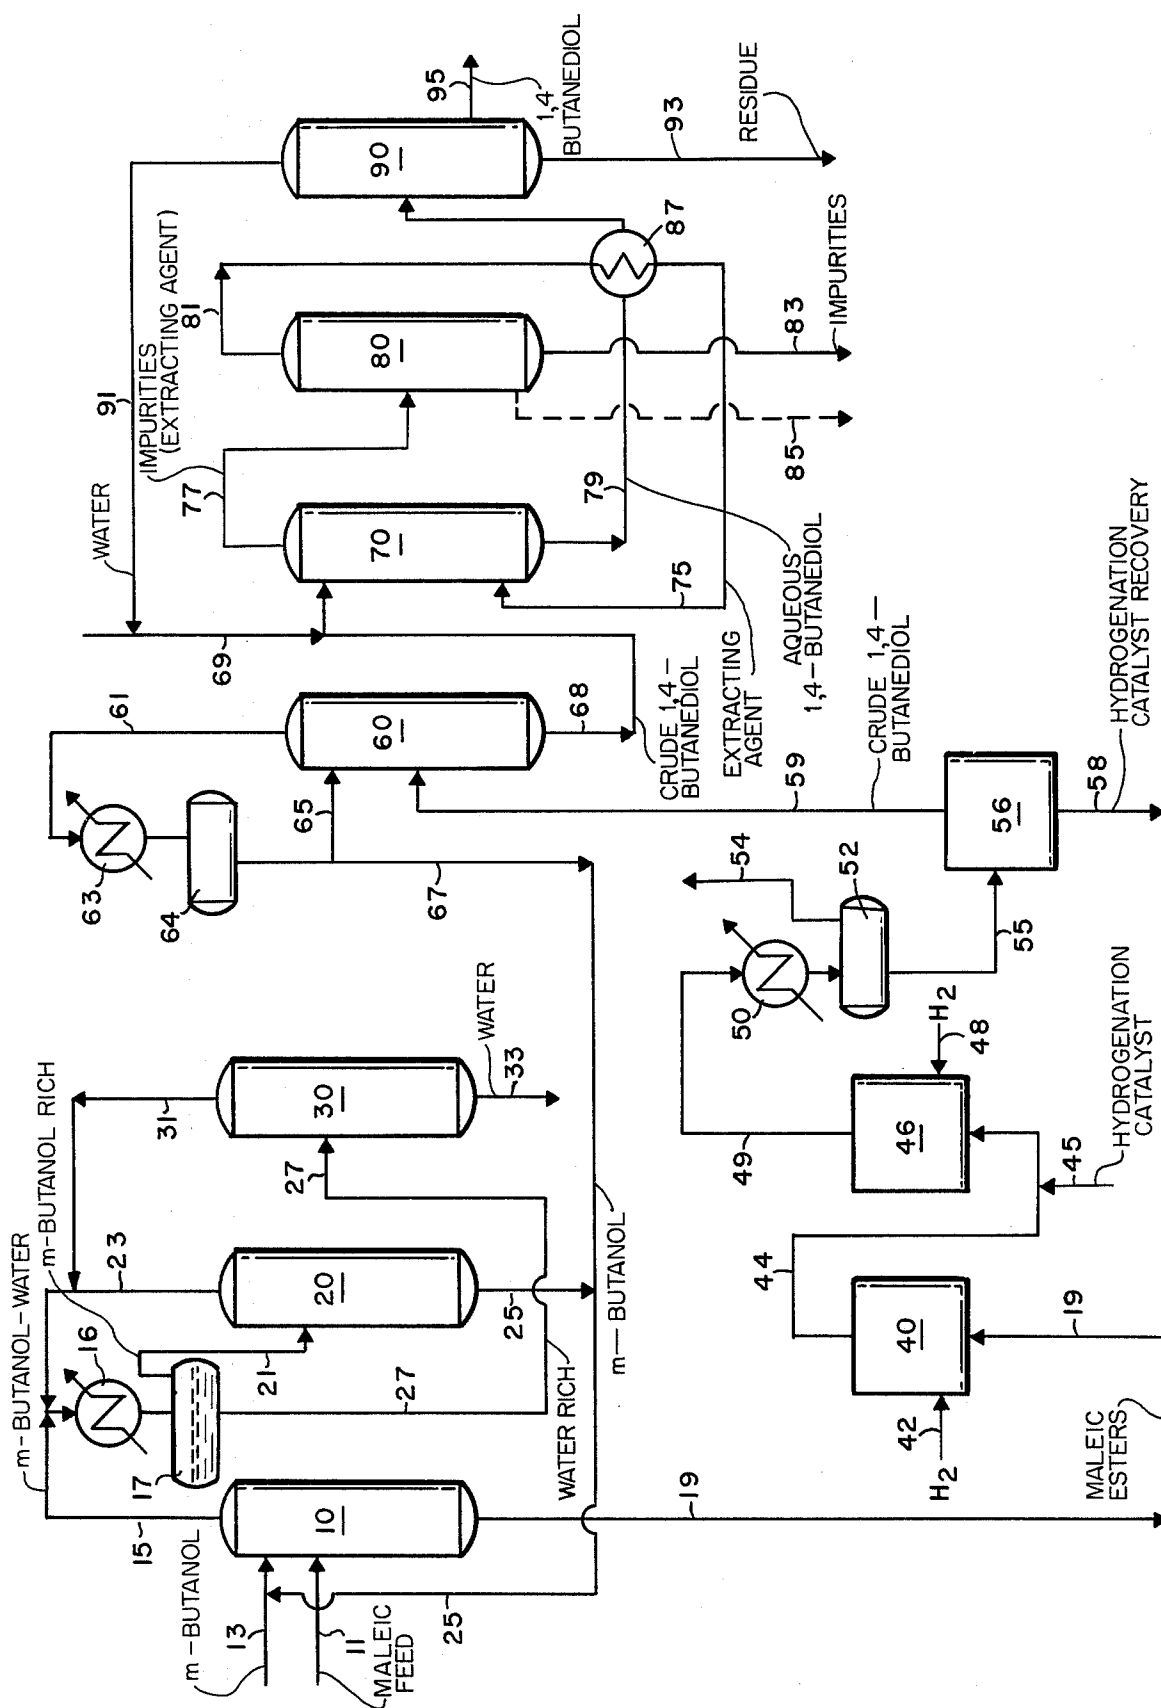 m-BUTANOL
13
11
MALEIC
FEED
15
m-BUTANOL-WATER
16
17
10
19
25
m-BUTANOL RICH
23
21
20
25
27
WATER RICH
31
30
27
WATER
33
m-BUTANOL
61
63
64
65
67
60
68
CRUDE 1,4-
BUTANEDIOL
59
WATER
91
69
70
75
EXTRACTING
AGENT
77
IMPURITIES
(EXTRACTING AGENT)
79
AQUEOUS
1,4-BUTANEDIOL
81
80
85
83
IMPURITIES
87
90
95
1,4
BUTANEDIOL
93
RESIDUE
MALEIC
ESTERS
19
H2
42
40
44
45
HYDROGENATION
CATALYST
46
48
H2
49
50
52
54
55
56
CRUDE 1,4-
BUTANEDIOL
58
HYDROGENATION
CATALYST RECOVERY